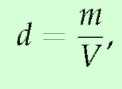 d = m/V,